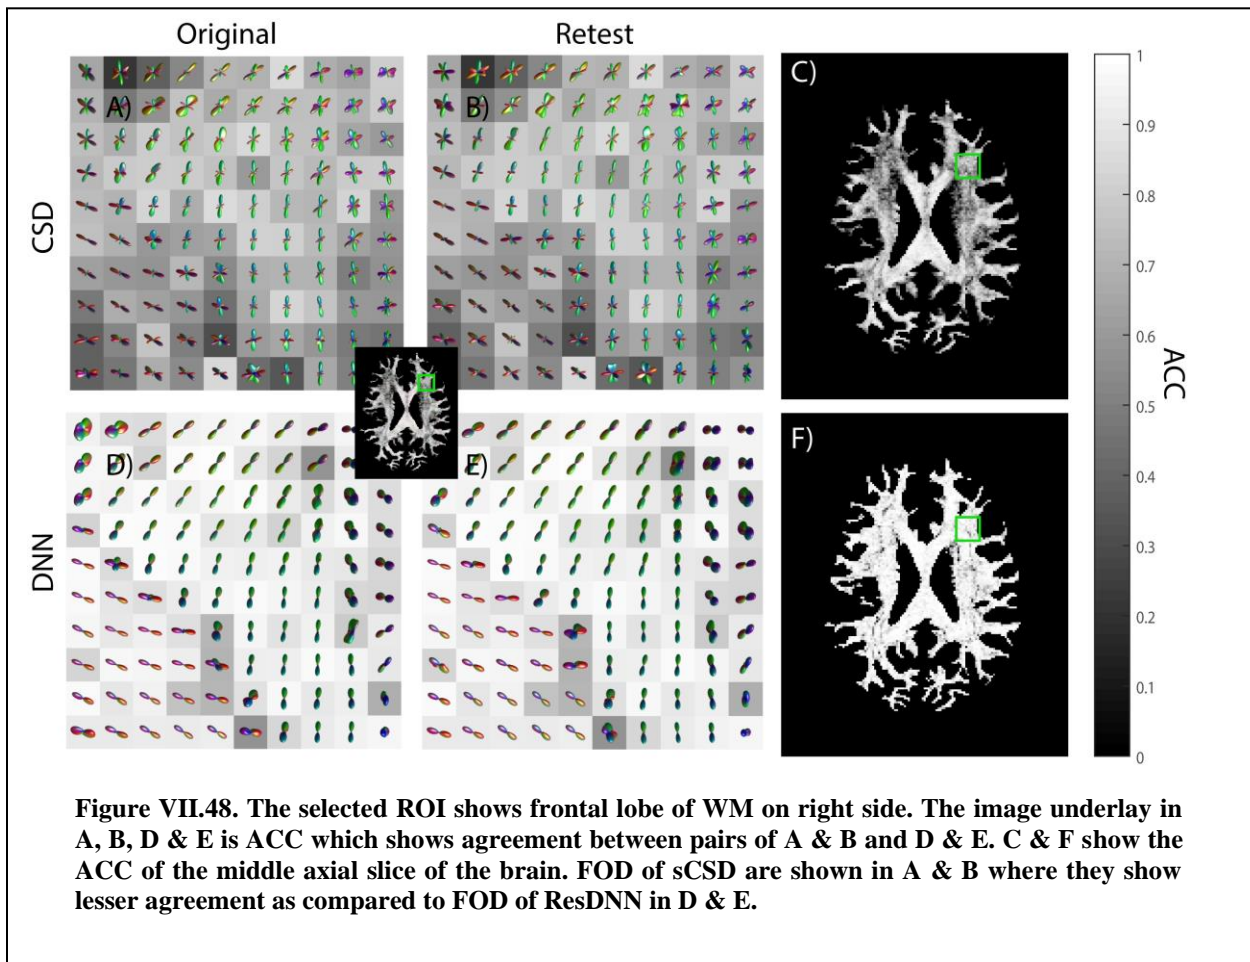 Original
Retest
CSD
A)
B)
C)
DNN
D)
E)
F)
1
0.9
0.8
0.7
0.6
0.5
0.4
0.3
0.2
0.1
0
ACC
Figure VII.48. The selected ROI shows frontal lobe of WM on right side. The image underlay in
A, B, D & E is ACC which shows agreement between pairs of A & B and D & E. C & F show the
ACC of the middle axial slice of the brain. FOD of sCSD are shown in A & B where they show
lesser agreement as compared to FOD of ResDNN in D & E.